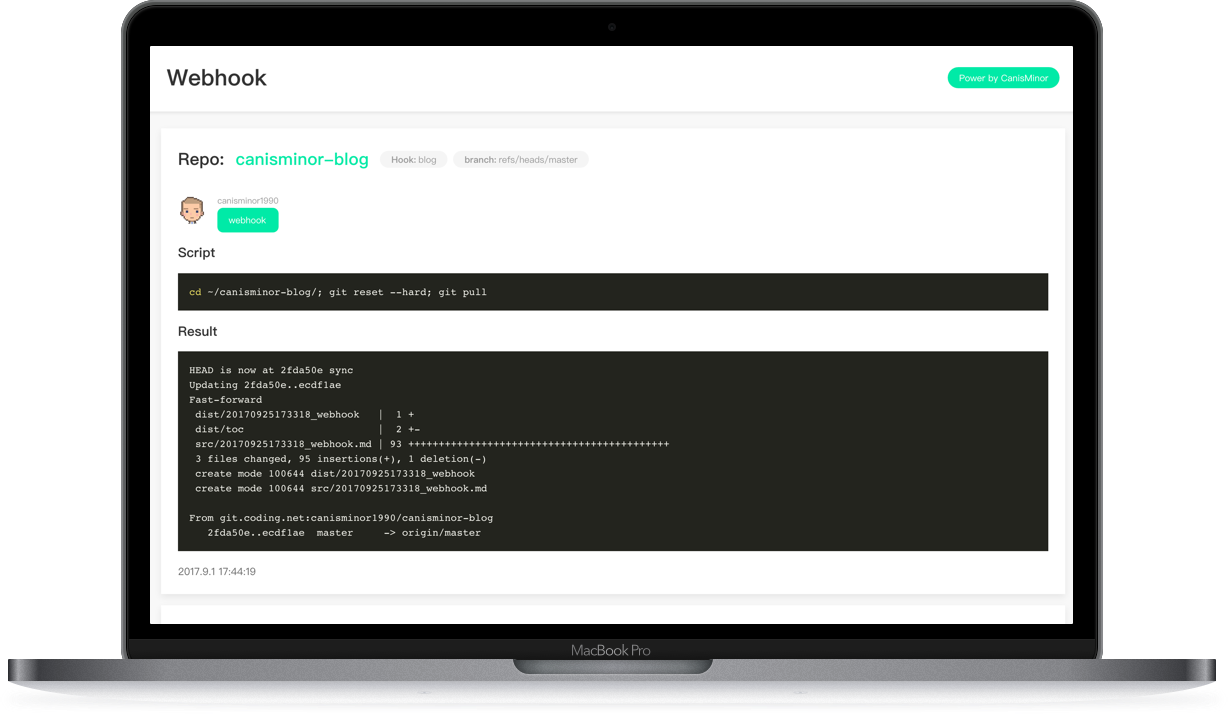 Webhook
Power by CanisMinor
Repo: canisminor-blog Hook: blog branch: refs/heads/master
canisminor1990
webhook
Script
cd ~/canisminor-blog/; git reset --hard; git pull
Result
HEAD is now at 2fda50e sync
Updating 2fda50e..ecdf1ae
Fast-forward
dist/20170925173318_webhook | 1 +
dist/toc | 2 +-
src/20170925173318_webhook.md | 93 +++++++++++++++++++++++++++++++++++++++++++
3 files changed, 95 insertions(+), 1 deletion(-)
create mode 100644 dist/20170925173318_webhook
create mode 100644 src/20170925173318_webhook.md
From git.coding.net:canisminor1990/canisminor-blog
2fda50e..ecdf1ae master -> origin/master
2017.9.1 17:44:19
MacBook Pro